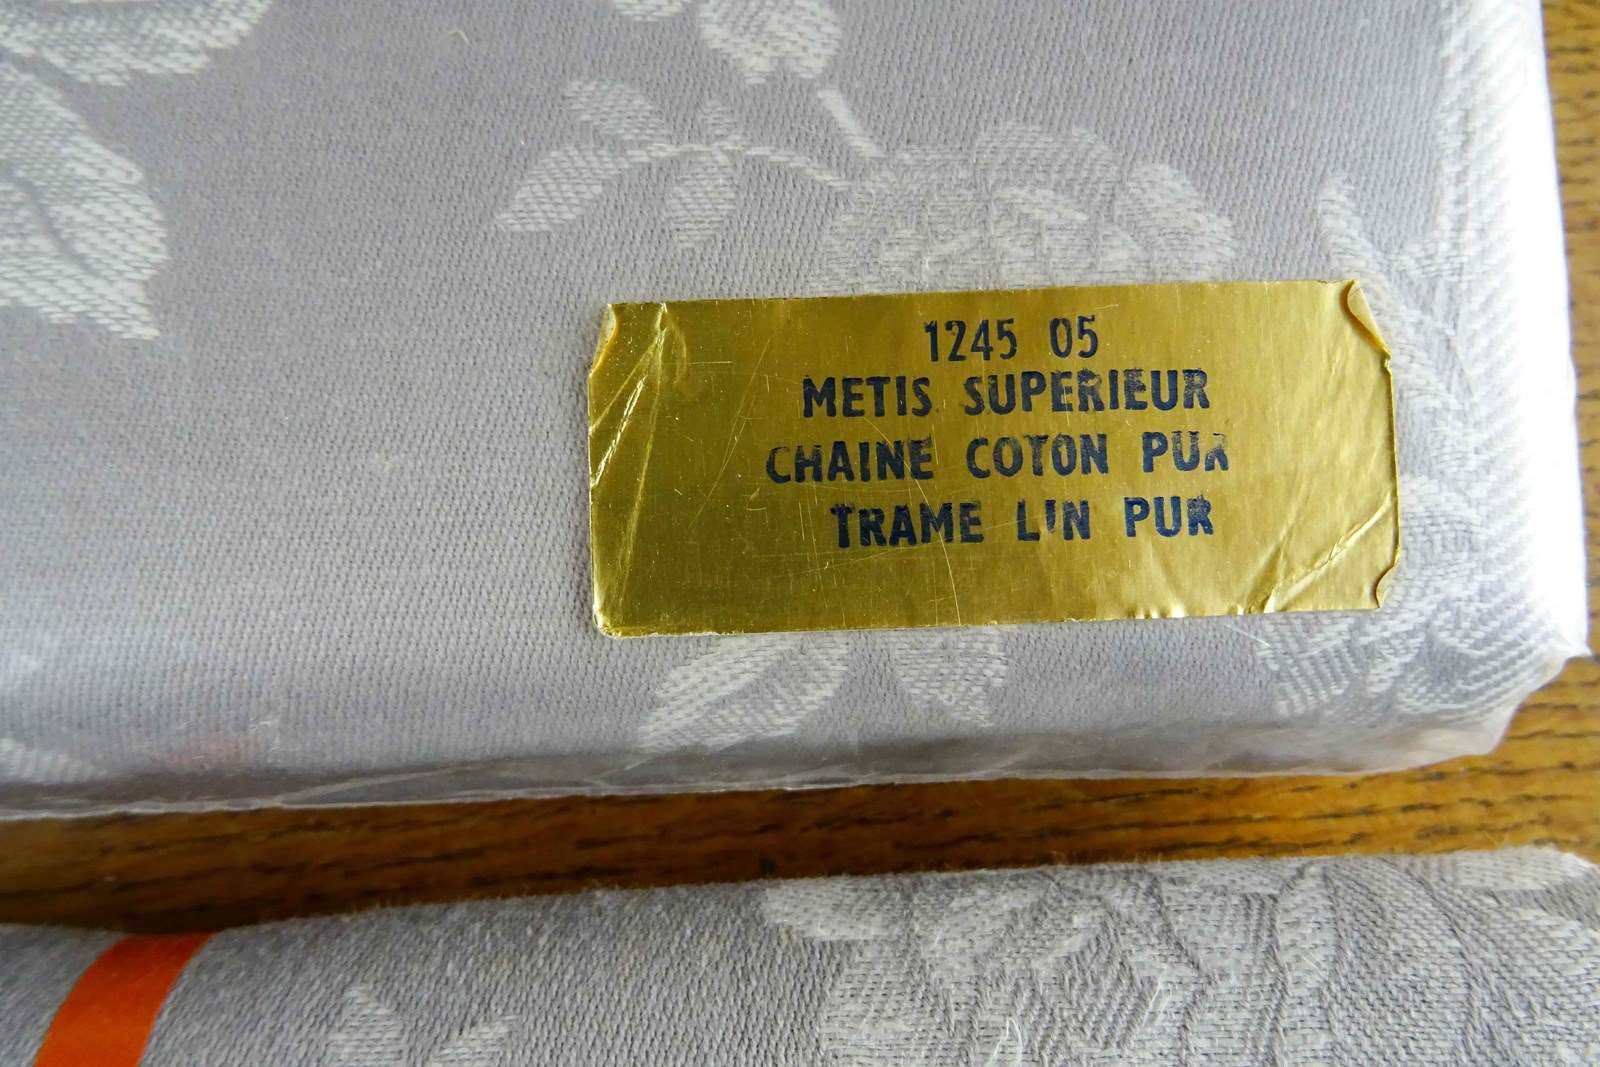 1245 05
METIS SUPERIEUR
CHAINE COTON PUR
TRAME LIN PUR